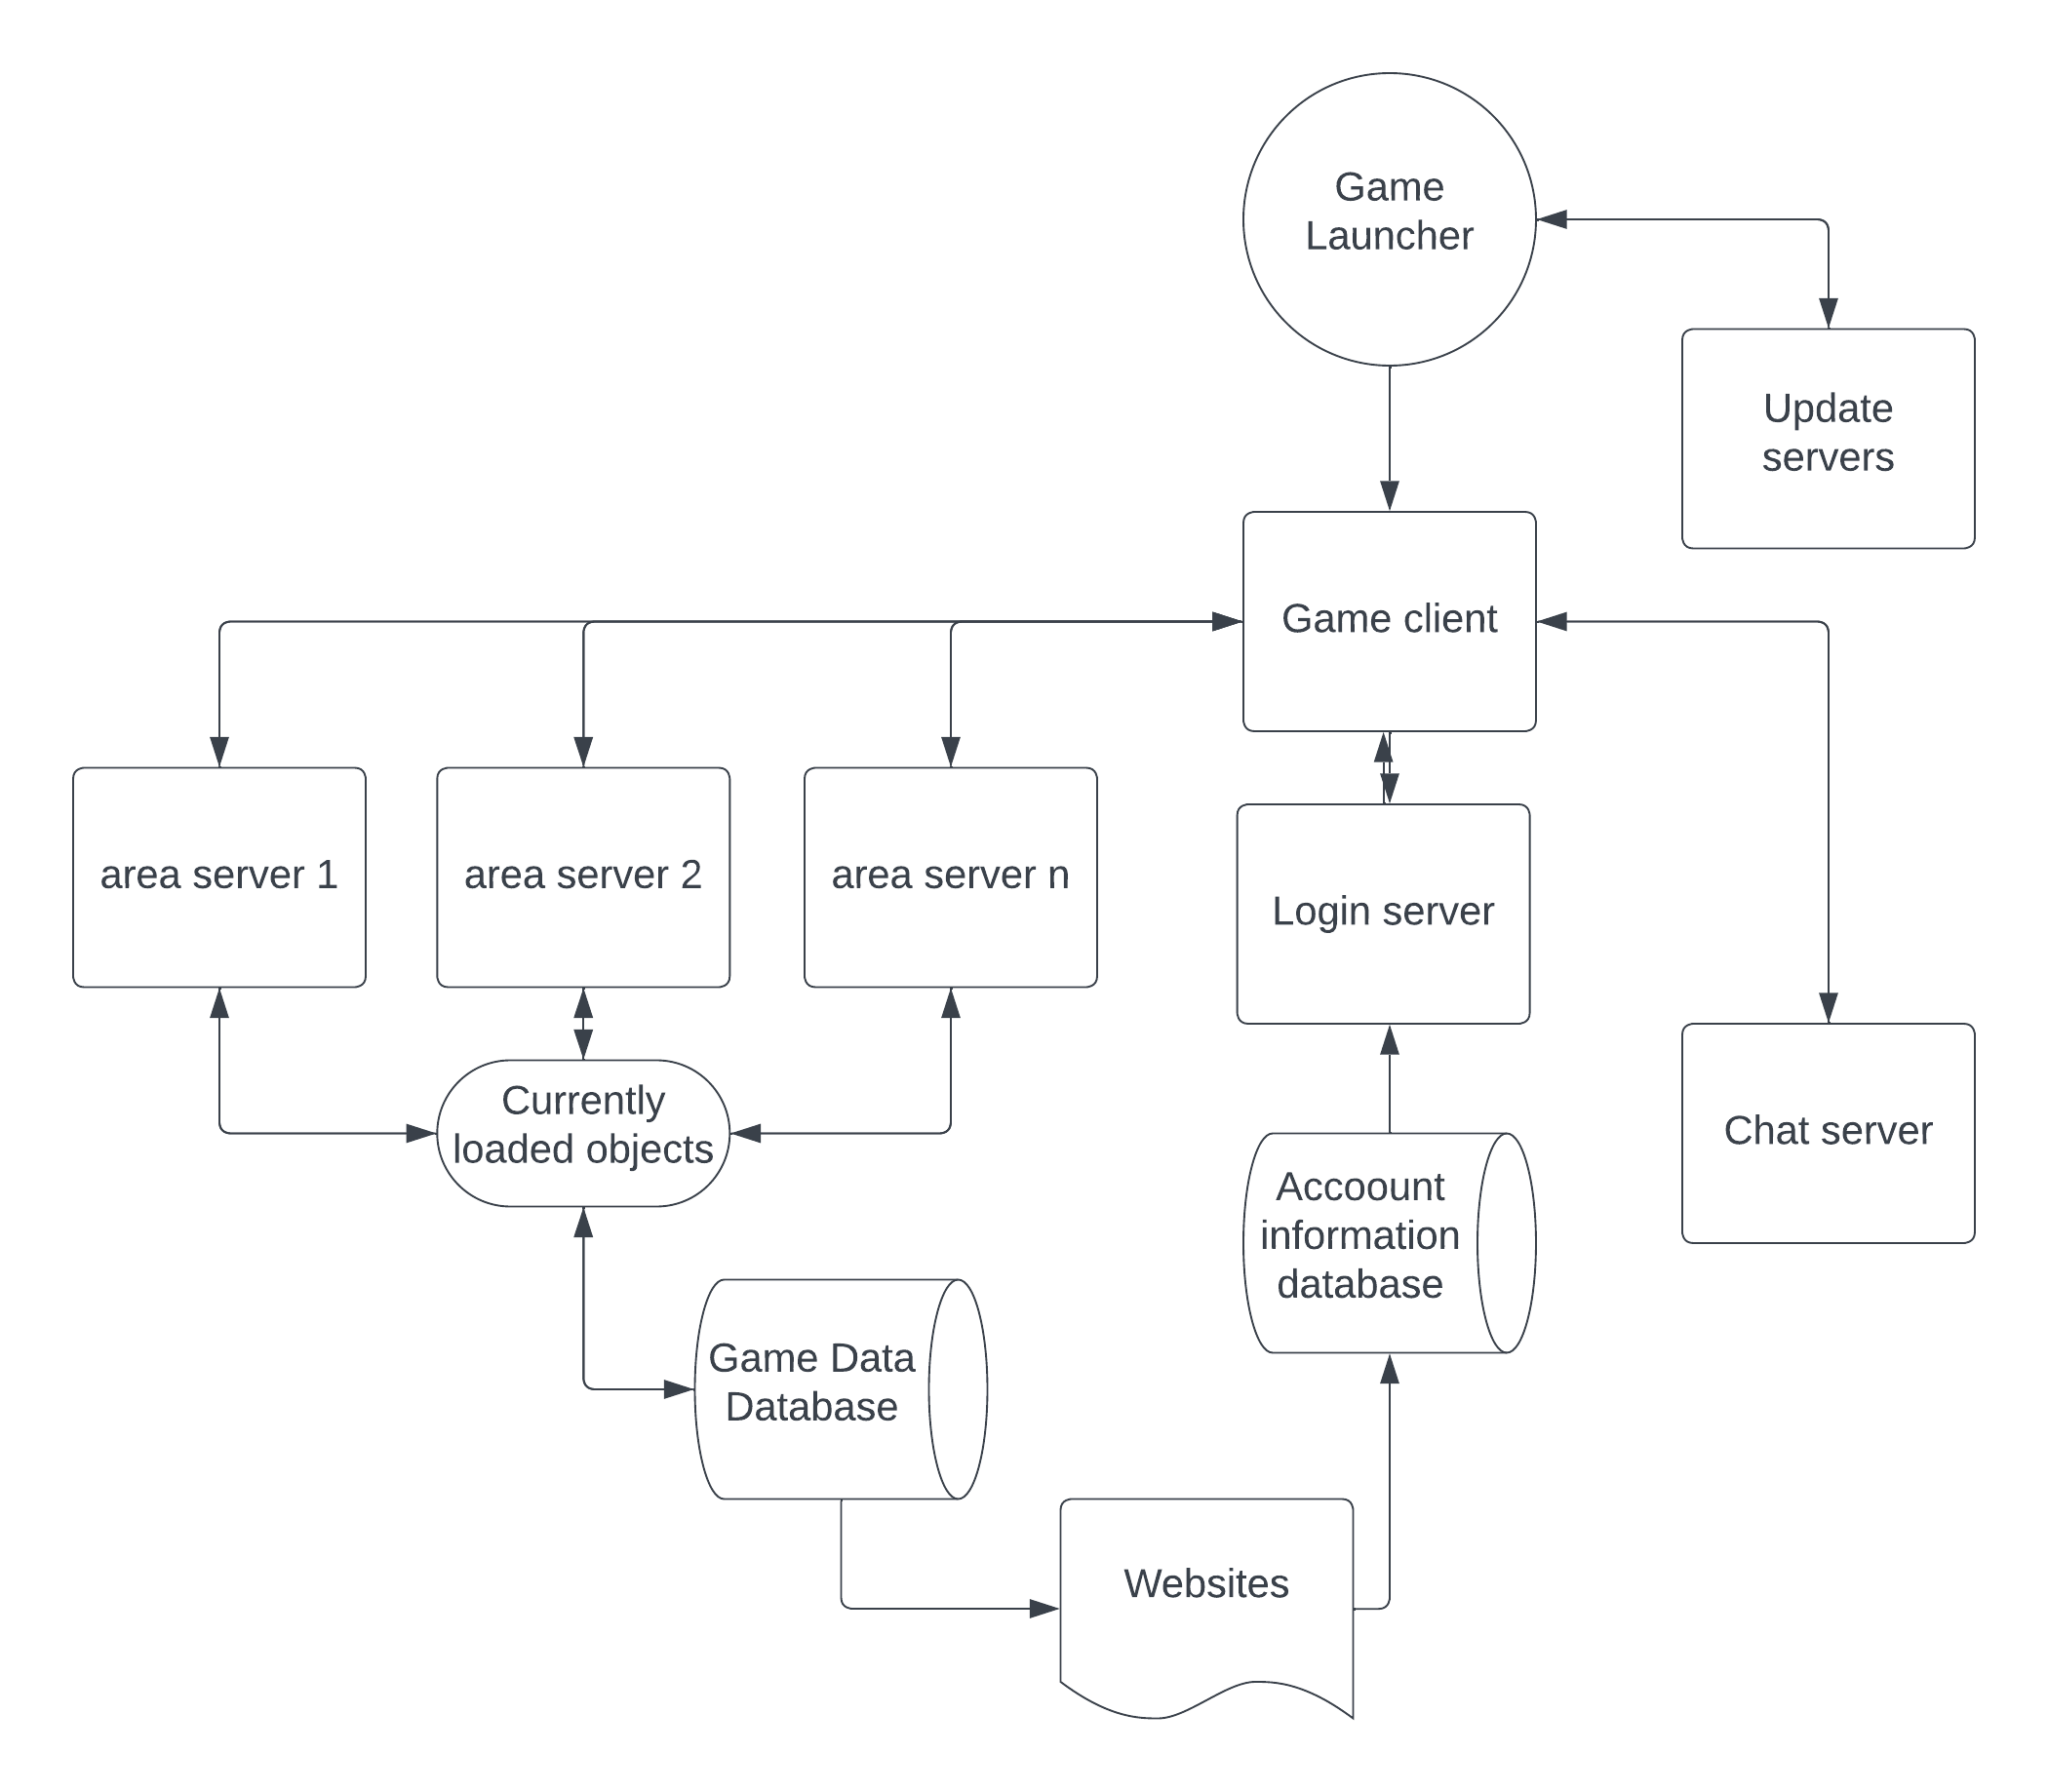 Game
Launcher
Update
servers
Game client
area server 1
area server 2
area server n
Login server
Currently
loaded objects
Chat server
Accoount
information
database
Game Data
Database
Websites